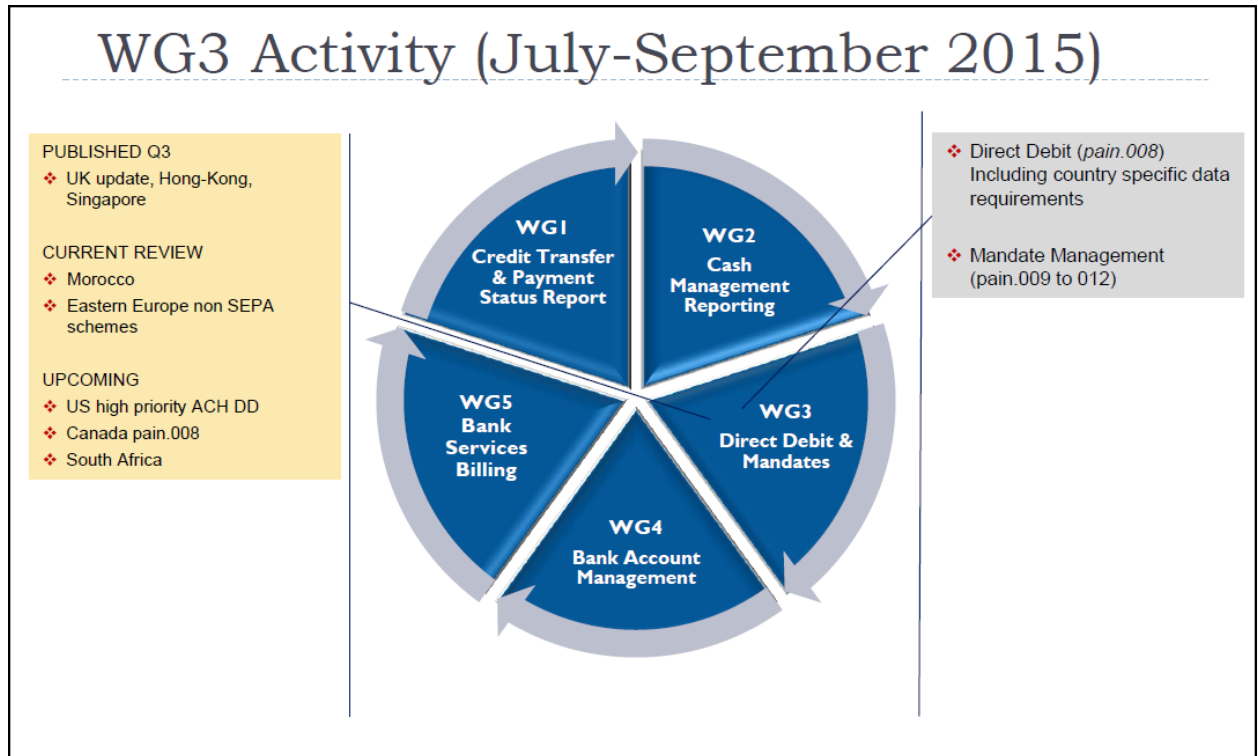 WG3 Activity (July-September 2015)
PUBLISHED Q3
❖ UK update, Hong-Kong,
Singapore
CURRENT REVIEW
❖ Morocco
❖ Eastern Europe non SEPA
schemes
UPCOMING
❖ US high priority ACH DD
❖ Canada pain.008
❖ South Africa
WG1
Credit Transfer
& Payment
Status Report
WG2
Cash
Management
Reporting
WG3
Direct Debit &
Mandates
WG4
Bank Account
Management
WG5
Bank
Services
Billing
❖ Direct Debit (pain.008)
Including country specific data
requirements
❖ Mandate Management
(pain.009 to 012)